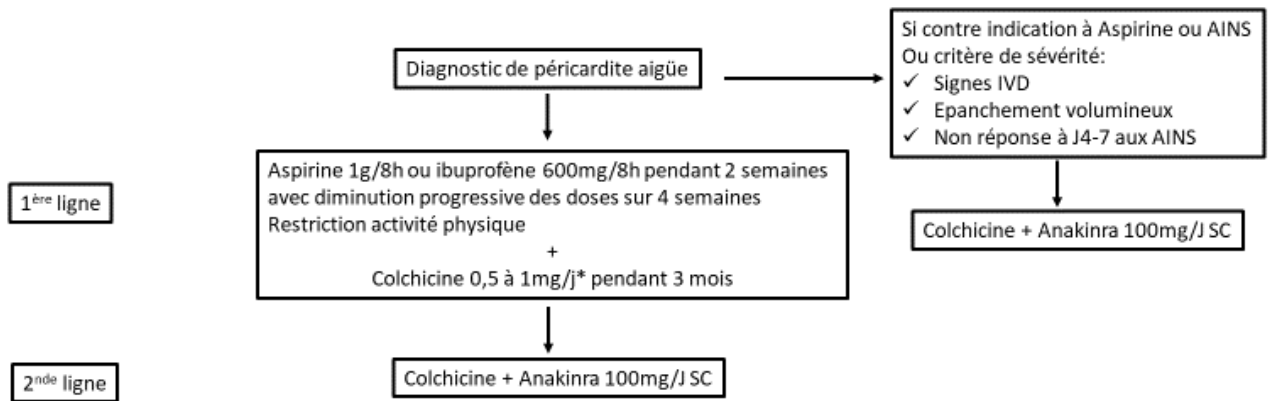 Diagnostic de péricardite aigüe
Si contre indication à Aspirine ou AINS
Ou critère de sévérité:
✓ Signes IVD
✓ Epanchement volumineux
✓ Non réponse à J4-7 aux AINS
1ère ligne
Aspirine 1g/8h ou ibuprofène 600mg/8h pendant 2 semaines
avec diminution progressive des doses sur 4 semaines
Restriction activité physique
+
Colchicine 0,5 à 1mg/j* pendant 3 mois
Colchicine + Anakinra 100mg/J SC
2nde ligne
Colchicine + Anakinra 100mg/J SC